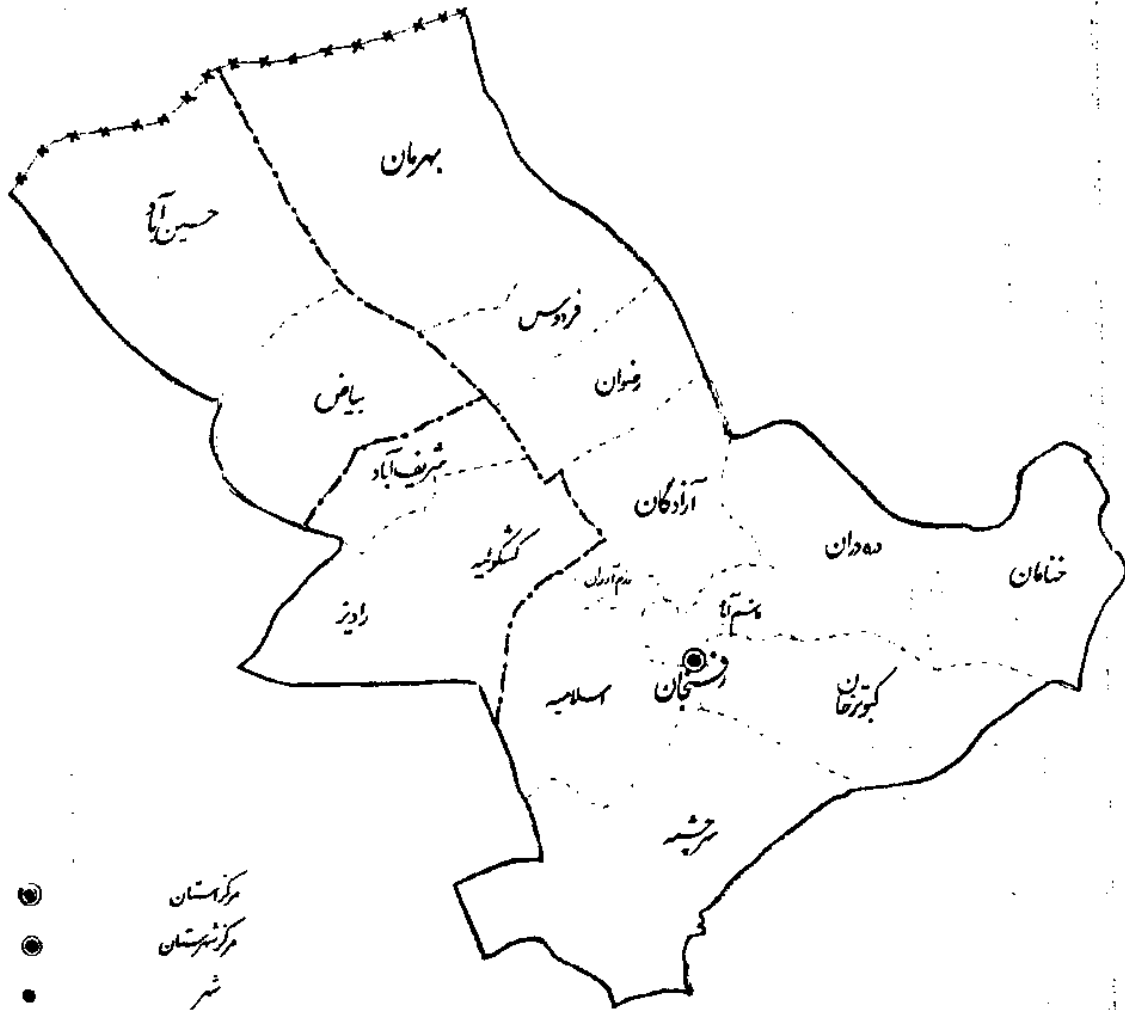 بهرمان
حسین‌آباد
فردوس
رضوان
بیاض
شریف‌آباد
آزادگان
کشکوئیه
ده‌دران
خنامان
قاسم‌آباد
راویز
رفسنجان
اسلامیه
کبوترخان
سرچشمه
مرکز استان
مرکز شهرستان
شهر